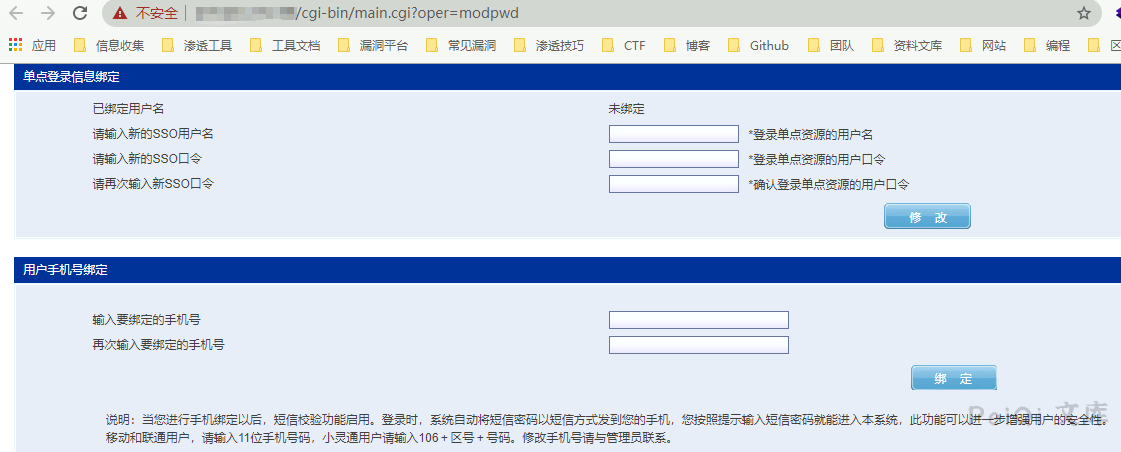 不安全 /cgi-bin/main.cgi?oper=modpwd
应用 信息收集 渗透工具 工具文档 漏洞平台 常见漏洞 渗透技巧 CTF 博客 Github 团队 资料文库 网站 编程
单点登录信息绑定
已绑定用户名 未绑定
请输入新的SSO用户名 *登录单点资源的用户名
请输入新的SSO口令 *登录单点资源的用户口令
请再次输入新SSO口令 *确认登录单点资源的用户口令
修 改
用户手机号绑定
输入要绑定的手机号
再次输入要绑定的手机号
绑 定
说明：当您进行手机绑定以后，短信校验功能启用。登录时，系统自动将短信密码以短信方式发到您的手机，您按照提示输入短信密码就能进入本系统，此功能可以进一步增强用户的安全性。
移动和联通用户，请输入11位手机号码，小灵通用户请输入106＋区号＋号码。修改手机号请与管理员联系。
PeiQi 文库